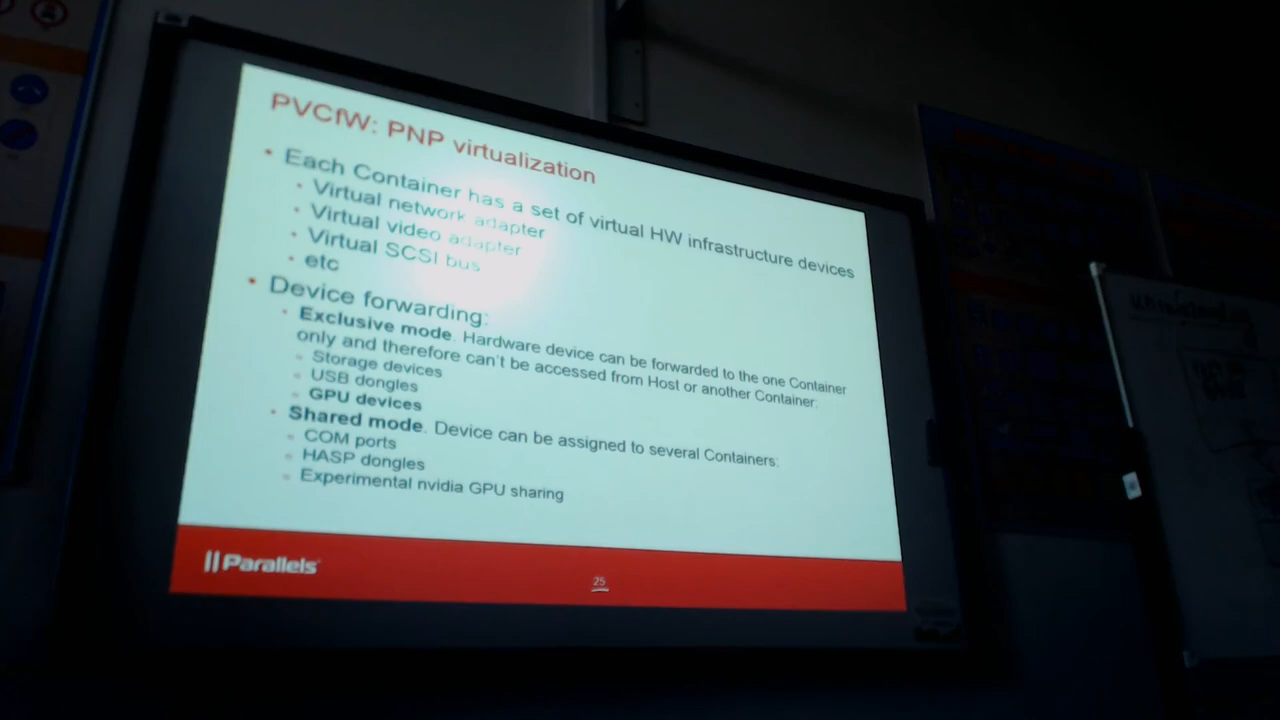 PVCfW: PNP virtualization
• Each Container has a set of virtual HW infrastructure devices
• Virtual network adapter
• Virtual video adapter
• Virtual SCSI bus
• etc
• Device forwarding:
• Exclusive mode. Hardware device can be forwarded to the one Container
only and therefore can't be accessed from Host or another Container:
Storage devices
USB dongles
GPU devices
• Shared mode. Device can be assigned to several Containers:
COM ports
HASP dongles
Experimental nvidia GPU sharing
Parallels
25